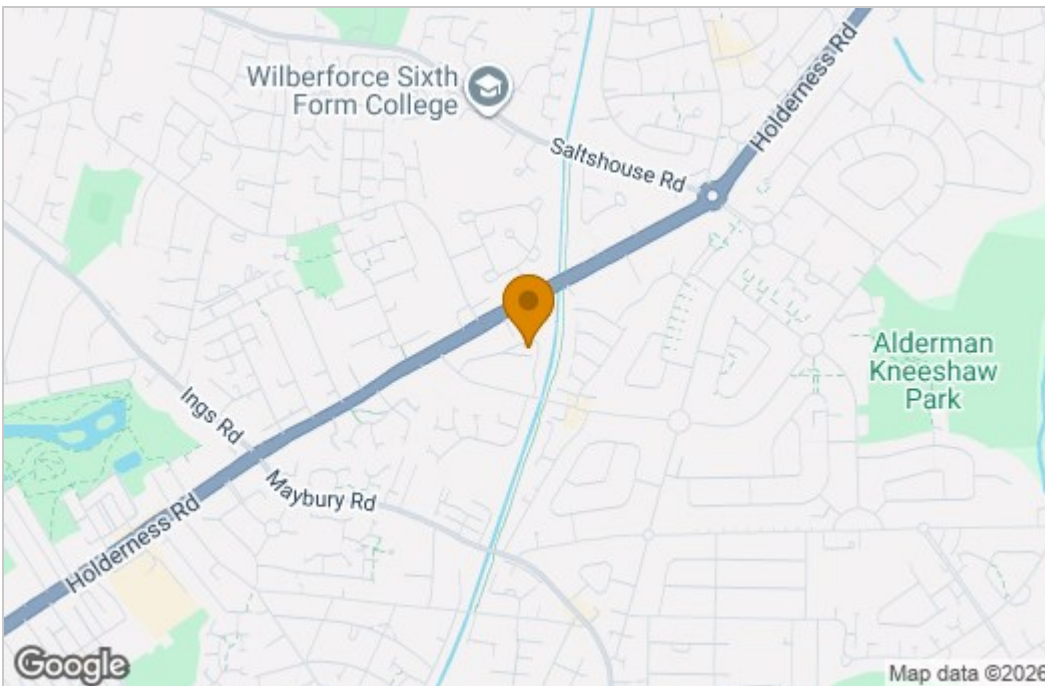 Wilberforce Sixth
Form College
Holderness Rd
Saltshouse Rd
Alderman
Kneeshaw
Park
Ings Rd
Maybury Rd
Holderness Rd
Google
Map data ©2026